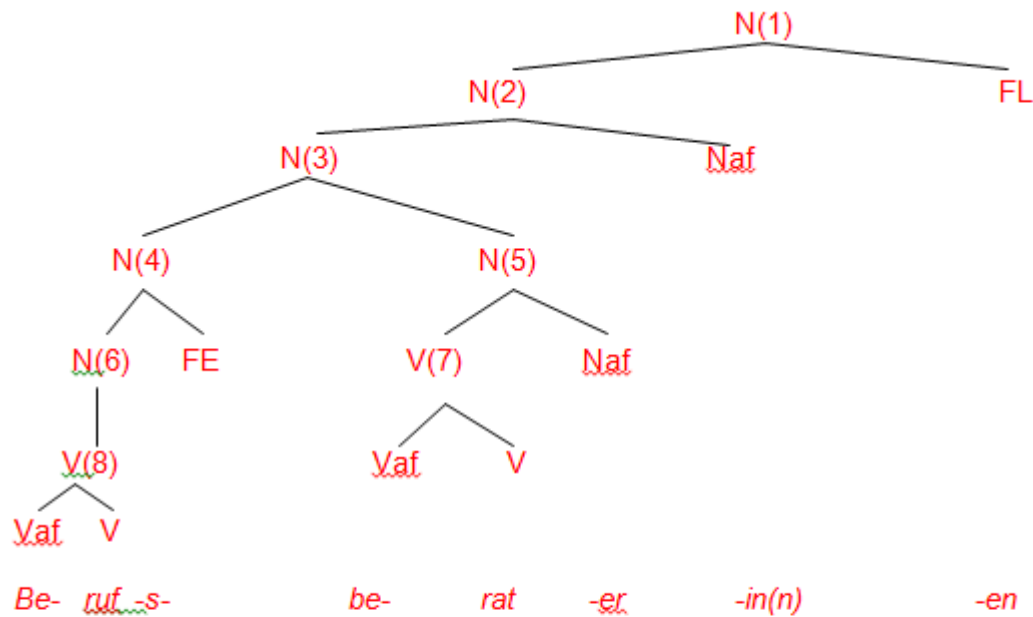 N(1)
N(2) FL
N(3) Naf
N(4) N(5)
N(6) FE V(7) Naf
V(8) Vaf V
Vaf V
Be- ruf -s- be- rat -er -in(n) -en